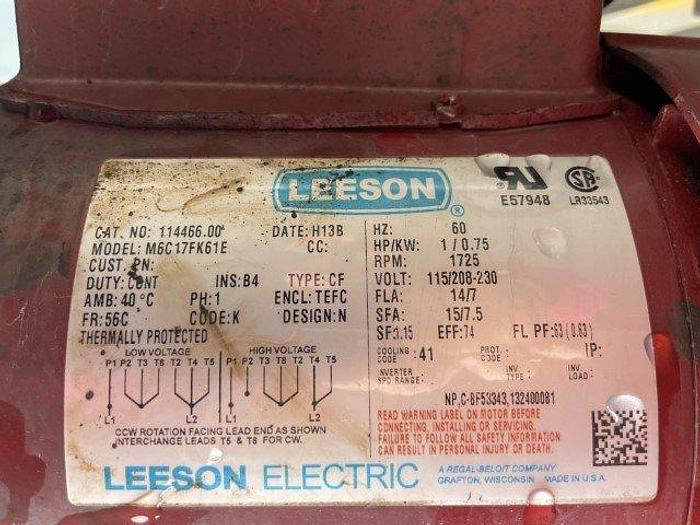 LEESON
®
E57948
LR33543
CAT. NO: 114466.00 DATE: H13B
MODEL: M6C17FK61E CC:
CUST. PN:
DUTY: CONT INS: B4 TYPE: CF
AMB: 40 °C PH: 1 ENCL: TEFC
FR: 56C CODE: K DESIGN: N
THERMALLY PROTECTED
LOW VOLTAGE HIGH VOLTAGE
P1 P2 T3 T8 T2 T4 T5 P1 P2 T3 T8 T2 T4 T5
L1 L2 L1 L2
CCW ROTATION FACING LEAD END AS SHOWN
INTERCHANGE LEADS T5 & T8 FOR CW.
HZ: 60
HP/KW: 1 / 0.75
RPM: 1725
VOLT: 115/208-230
FLA: 14/7
SFA: 15/7.5
EFF: 74 FL PF: 63 (0.63)
COOLING CODE : 41 PROT. CODE : IP:
INVERTER SPD RANGE : INV. TYPE : INV. LOAD :
NP,C-BF53343,132400081
READ WARNING LABEL ON MOTOR BEFORE
CONNECTING, INSTALLING OR SERVICING.
FAILURE TO FOLLOW ALL SAFETY INFORMATION
CAN RESULT IN PERSONAL INJURY OR DEATH.
LEESON ELECTRIC
A REGAL-BELOIT COMPANY
GRAFTON, WISCONSIN MADE IN U.S.A.